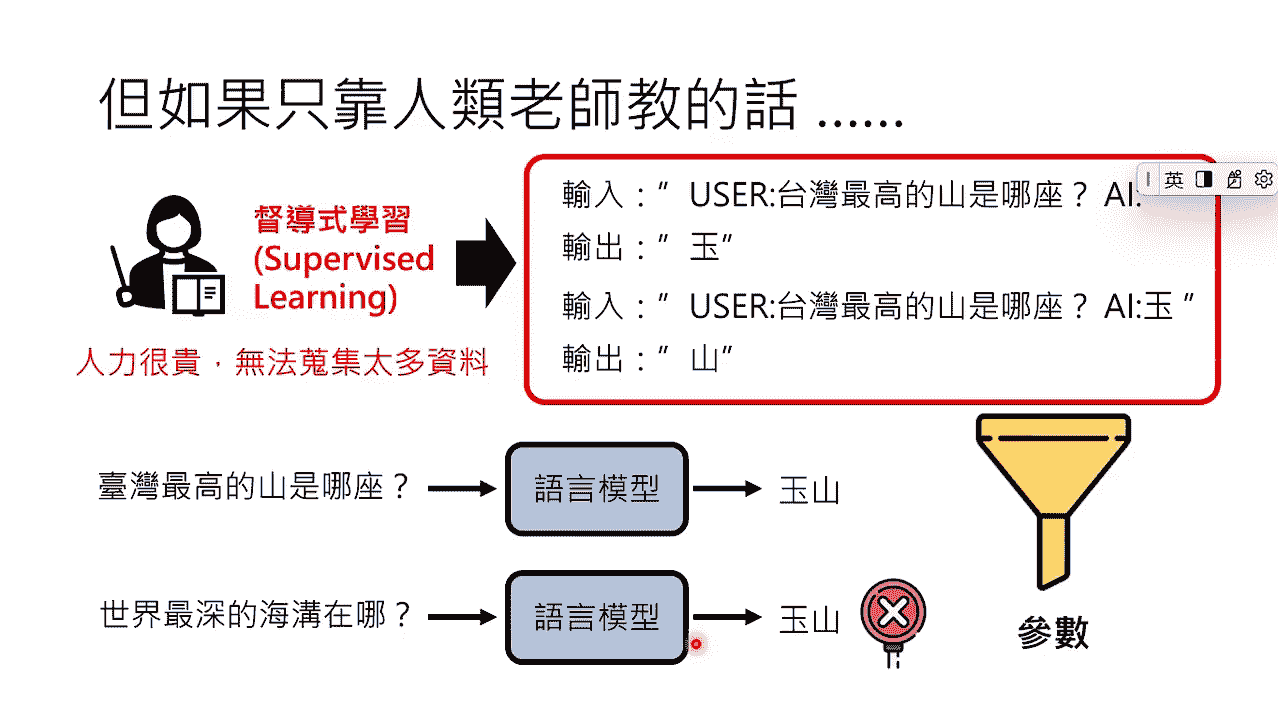 但如果只靠人類老師教的話 ......
督導式學習
(Supervised
Learning)
人力很貴，無法蒐集太多資料
輸入：” USER:台灣最高的山是哪座？ AI:
輸出：” 玉”
輸入：” USER:台灣最高的山是哪座？ AI:玉 ”
輸出：” 山”
英
臺灣最高的山是哪座？
語言模型
玉山
世界最深的海溝在哪？
語言模型
玉山
參數